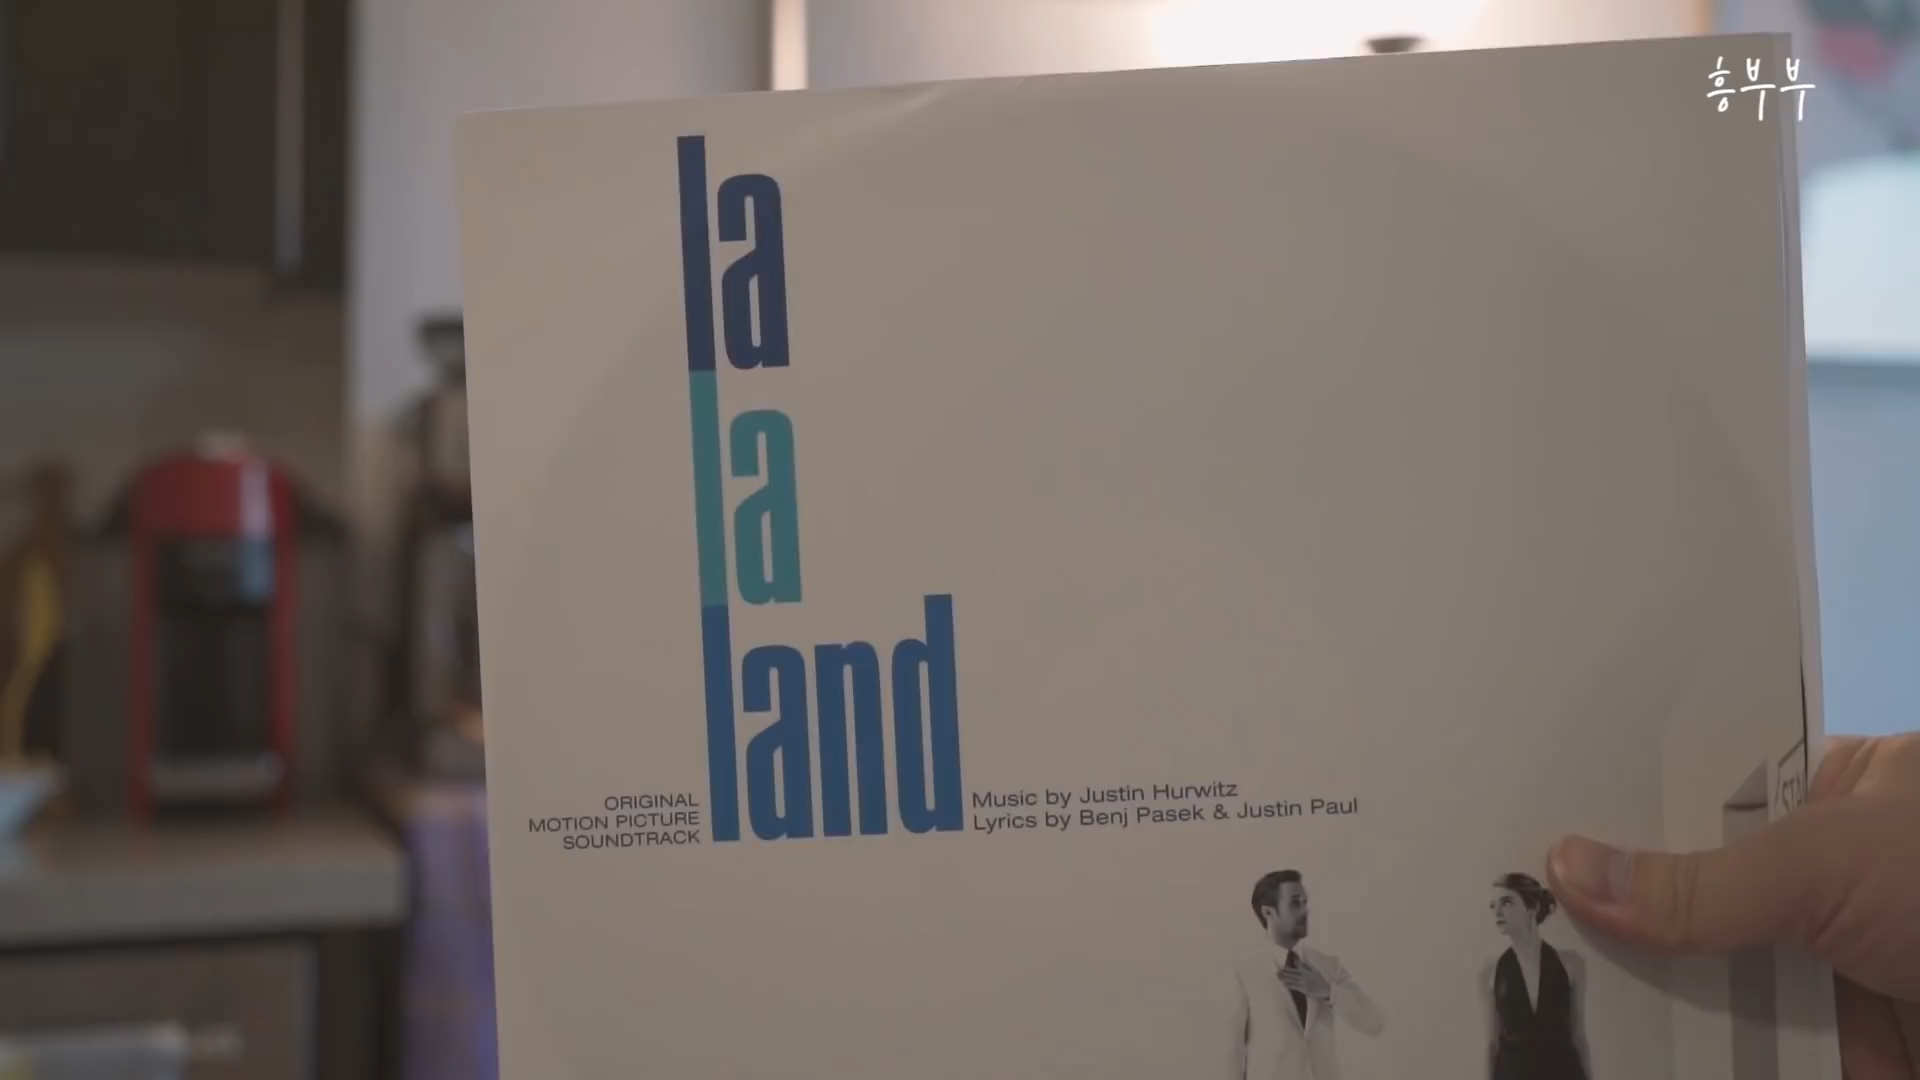 흥부부
la
la
land
ORIGINAL
MOTION PICTURE
SOUNDTRACK
Music by Justin Hurwitz
Lyrics by Benj Pasek & Justin Paul